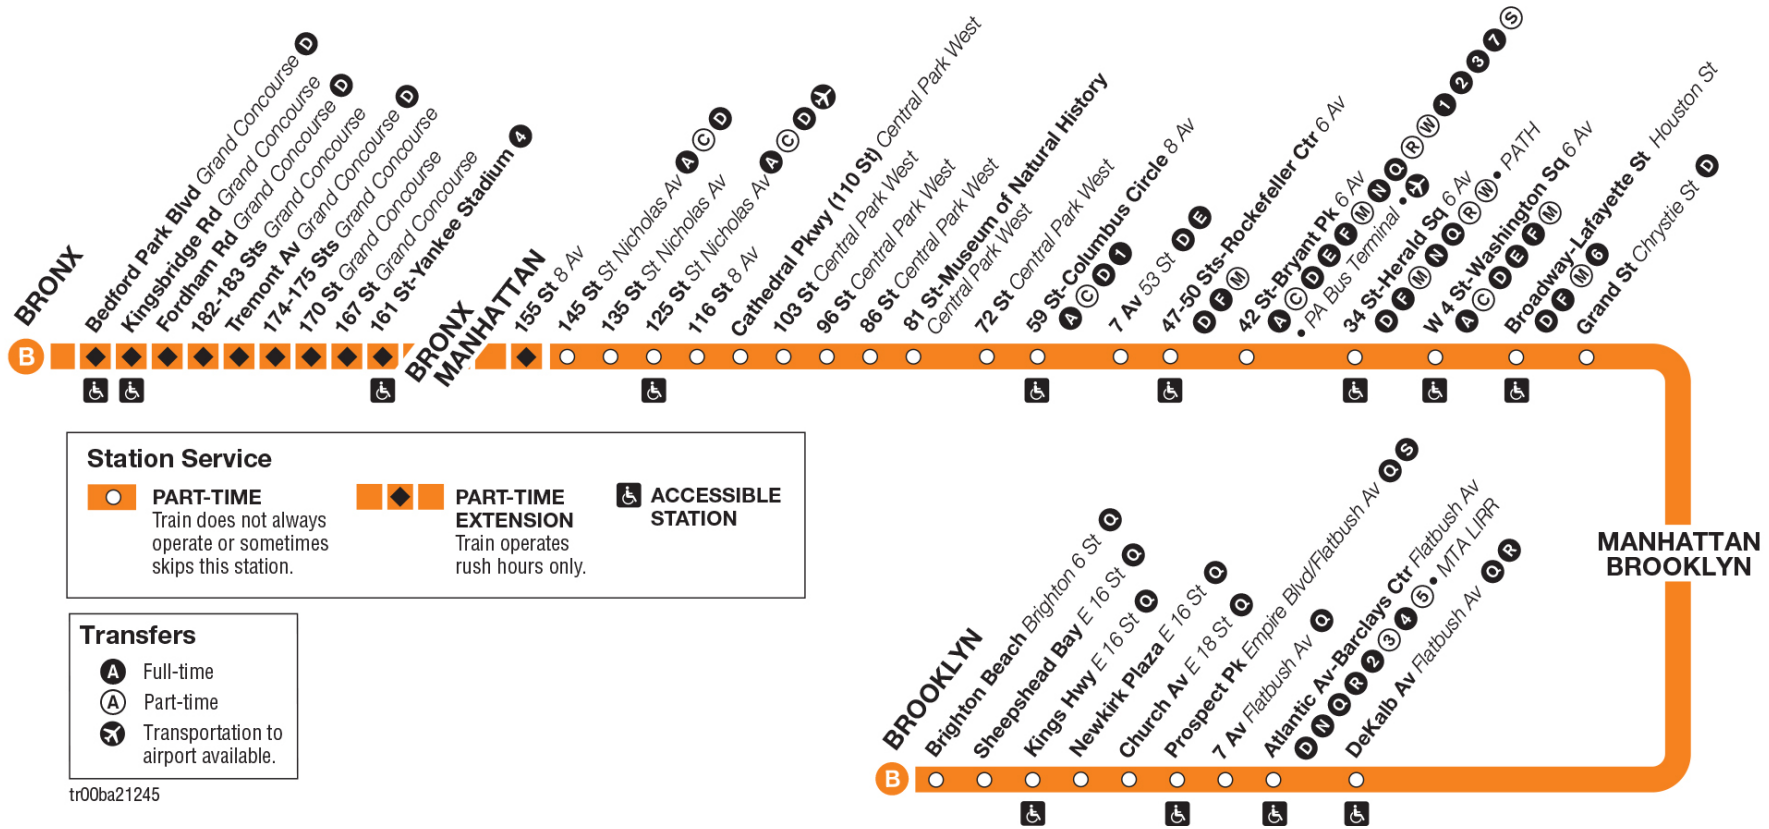 BRONX
B
Bedford Park Blvd Grand Concourse D
Kingsbridge Rd Grand Concourse
Fordham Rd Grand Concourse D
182-183 Sts Grand Concourse
Tremont Av Grand Concourse D
174-175 Sts Grand Concourse
170 St Grand Concourse
167 St Grand Concourse
161 St-Yankee Stadium 4
BRONX
MANHATTAN
155 St 8 Av
145 St St Nicholas Av A C D
135 St St Nicholas Av
125 St St Nicholas Av A C D
116 St 8 Av
Cathedral Pkwy (110 St) Central Park West
103 St Central Park West
96 St Central Park West
86 St Central Park West
81 St-Museum of Natural History
Central Park West
72 St Central Park West
59 St-Columbus Circle 8 Av
A C D 1
7 Av 53 St D E
47-50 Sts-Rockefeller Ctr 6 Av
D F M
42 St-Bryant Pk 6 Av
A C D E F M N Q R W 1 2 3 7 S
• PA Bus Terminal •
34 St-Herald Sq 6 Av
D F M N Q R W • PATH
W 4 St-Washington Sq 6 Av
A C D E F M
Broadway-Lafayette St Houston St
D F M 6
Grand St Chrystie St D
MANHATTAN
BROOKLYN
Station Service
PART-TIME
Train does not always
operate or sometimes
skips this station.
PART-TIME
EXTENSION
Train operates
rush hours only.
ACCESSIBLE
STATION
Transfers
A Full-time
A Part-time
Transportation to
airport available.
tr00ba21245
BROOKLYN
B
Brighton Beach Brighton 6 St Q
Sheepshead Bay E 16 St Q
Kings Hwy E 16 St Q
Newkirk Plaza E 16 St Q
Church Av E 18 St Q
Prospect Pk Empire Blvd/Flatbush Av Q S
7 Av Flatbush Av Q
Atlantic Av-Barclays Ctr Flatbush Av
D N Q R 2 3 4 5 • MTA LIRR
DeKalb Av Flatbush Av Q R